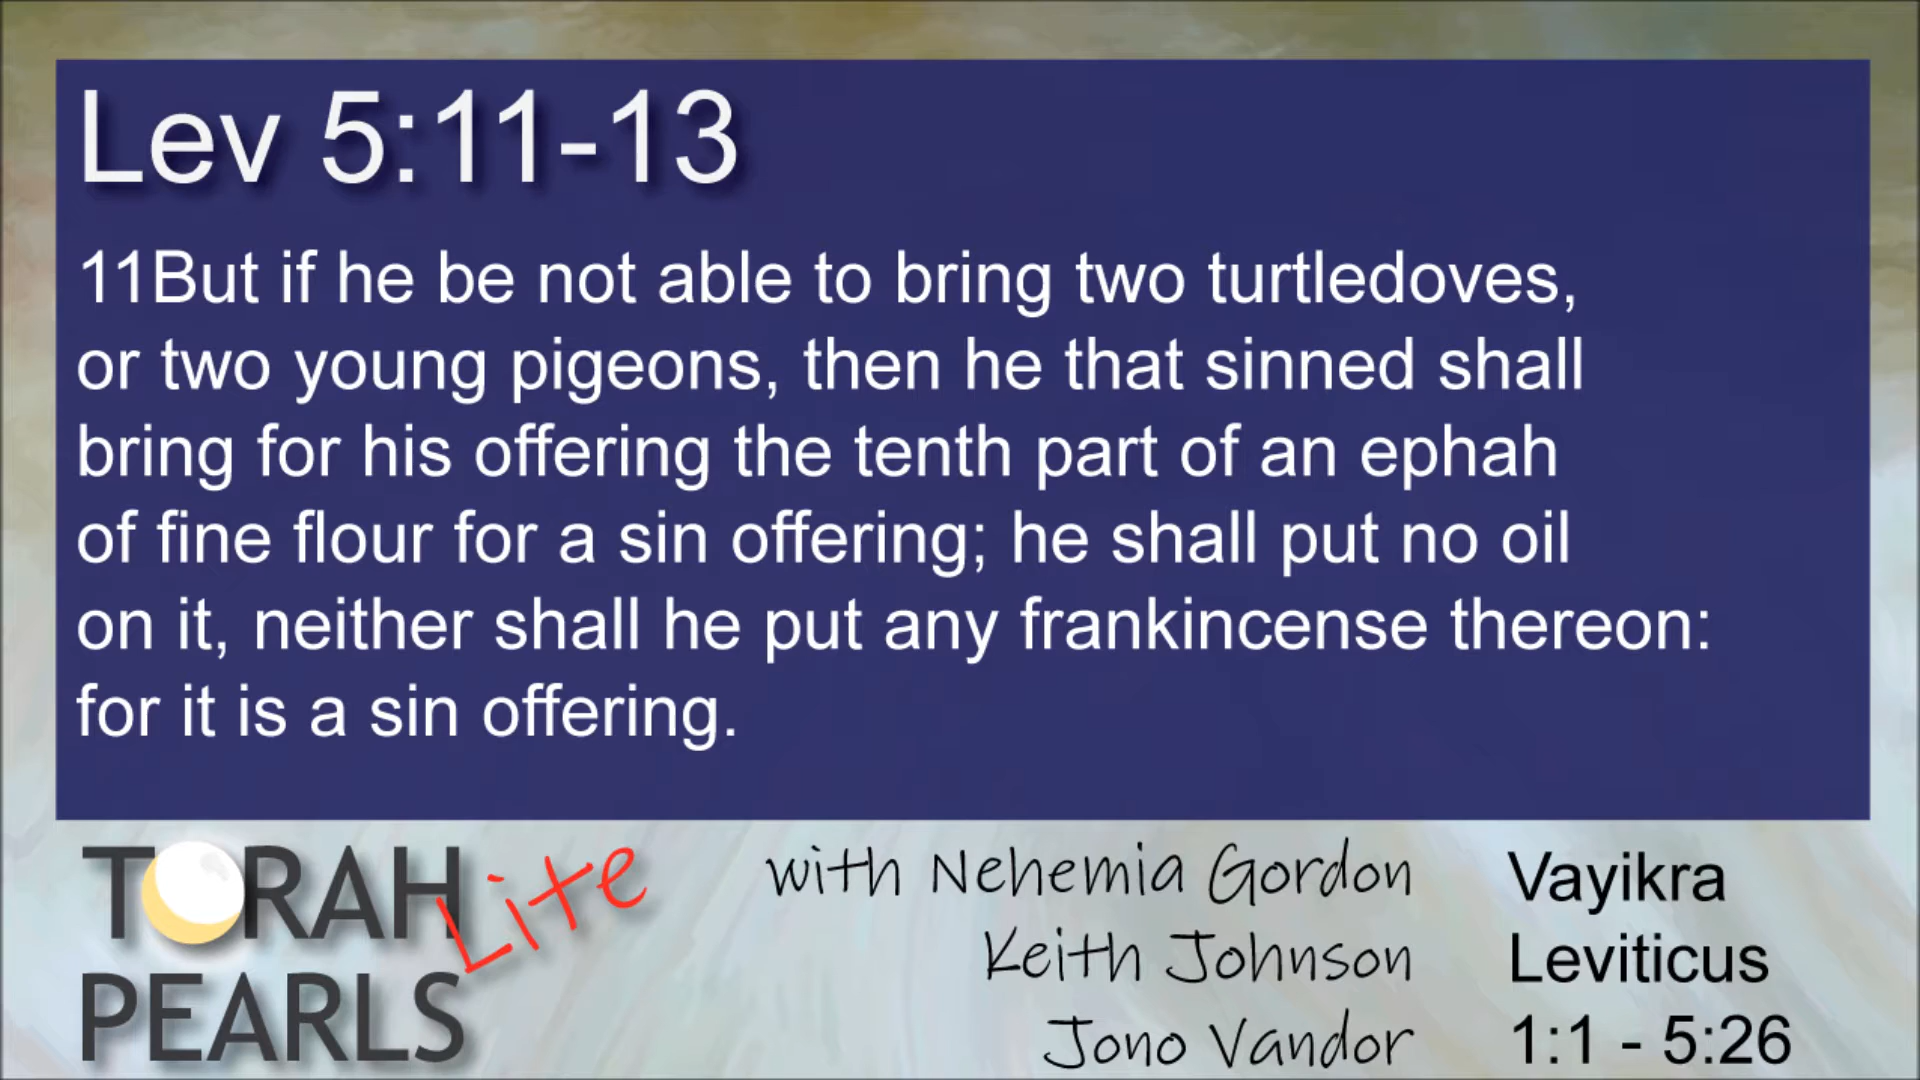 Lev 5:11-13
11But if he be not able to bring two turtledoves,
or two young pigeons, then he that sinned shall
bring for his offering the tenth part of an ephah
of fine flour for a sin offering; he shall put no oil
on it, neither shall he put any frankincense thereon:
for it is a sin offering.
TORAH
Lite
PEARLS
with Nehemia Gordon
Keith Johnson
Jono Vandor
Vayikra
Leviticus
1:1 - 5:26